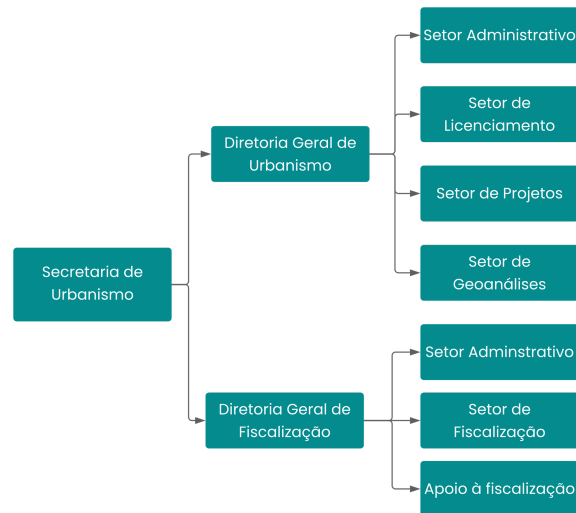 Setor Administrativo
Setor de
Licenciamento
Diretoria Geral de
Urbanismo
Setor de Projetos
Secretaria de
Urbanismo
Setor de
Geoanálises
Setor Adminstrativo
Diretoria Geral de
Fiscalização
Setor de
Fiscalização
Apoio à fiscalização